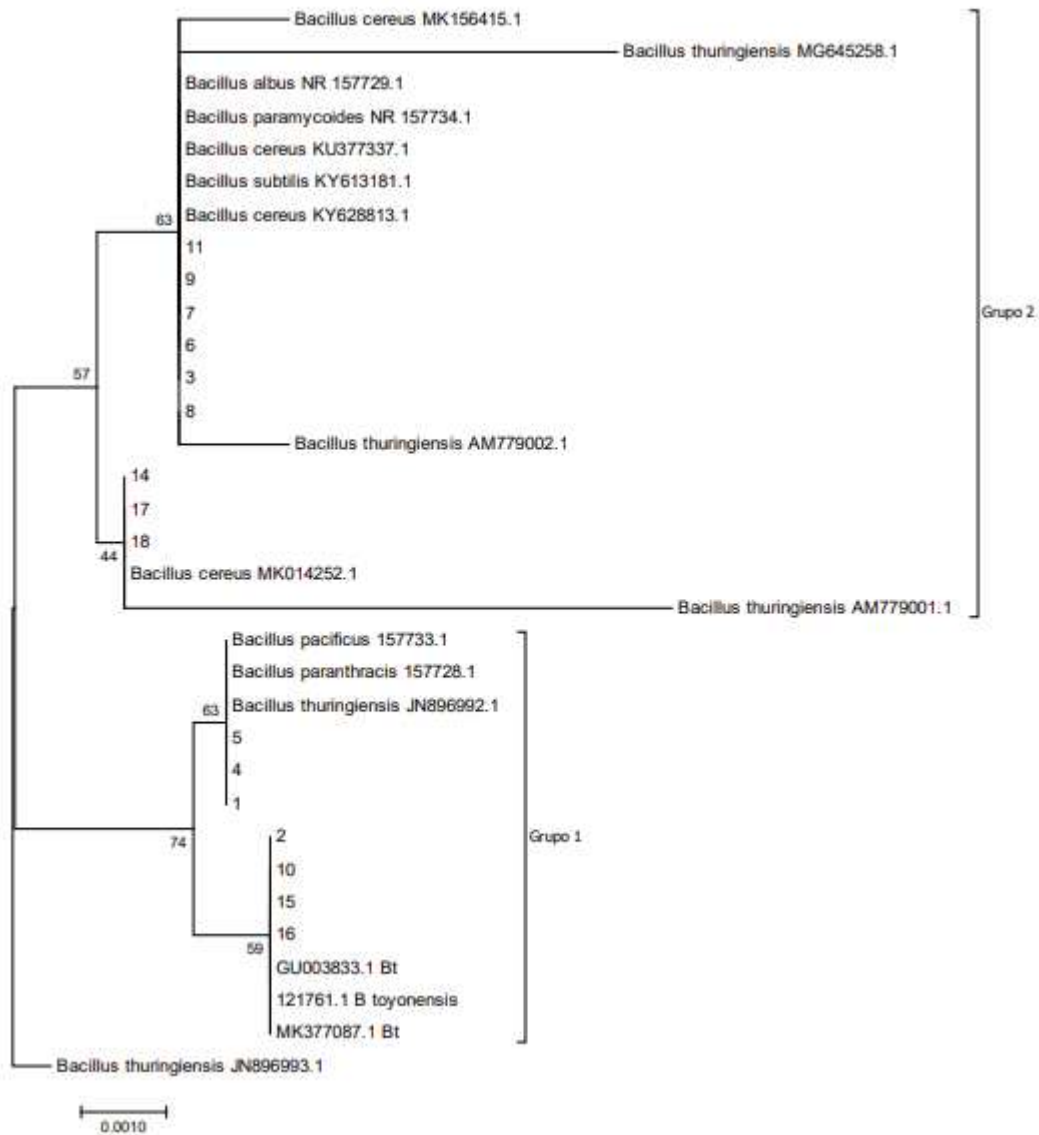 Bacillus cereus MK156415.1
Bacillus thuringiensis MG645258.1
Bacillus albus NR 157729.1
Bacillus paramycoides NR 157734.1
Bacillus cereus KU377337.1
Bacillus subtilis KY613181.1
63
Bacillus cereus KY628813.1
11
9
7
Grupo 2
6
3
57
8
Bacillus thuringiensis AM779002.1
14
17
18
44
Bacillus cereus MK014252.1
Bacillus thuringiensis AM779001.1
Bacillus pacificus 157733.1
Bacillus paranthracis 157728.1
63
Bacillus thuringiensis JN896992.1
5
4
1
2
Grupo 1
74
10
15
16
59
GU003833.1 Bt
121761.1 B toyonensis
MK377087.1 Bt
Bacillus thuringiensis JN896993.1
0.0010